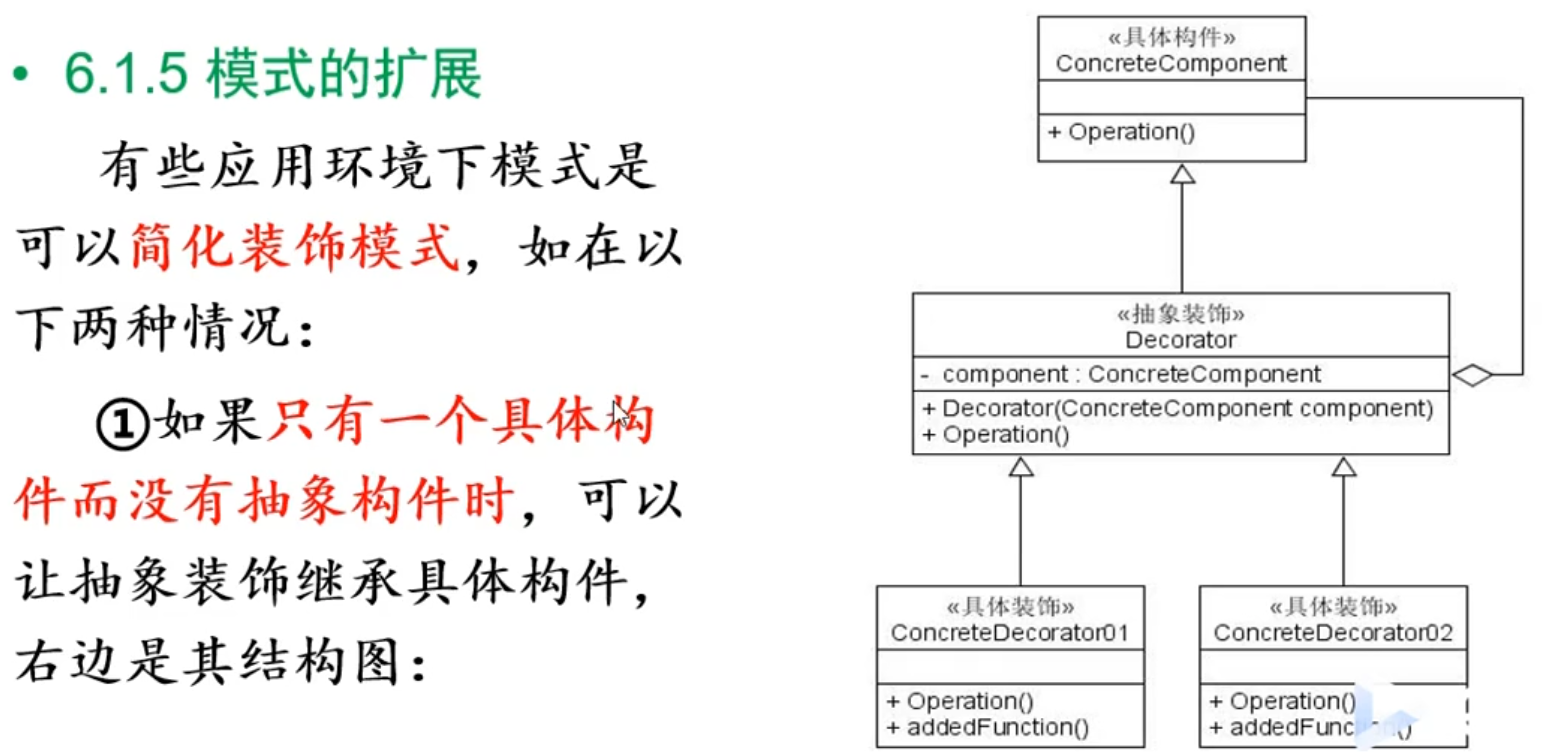 • 6.1.5 模式的扩展
有些应用环境下模式是
可以简化装饰模式，如在以
下两种情况：
①如果只有一个具体构
件而没有抽象构件时，可以
让抽象装饰继承具体构件，
右边是其结构图：
«具体构件»
ConcreteComponent
+ Operation()
«抽象装饰»
Decorator
- component : ConcreteComponent
+ Decorator(ConcreteComponent component)
+ Operation()
«具体装饰»
ConcreteDecorator01
+ Operation()
+ addedFunction()
«具体装饰»
ConcreteDecorator02
+ Operation()
+ addedFunction()